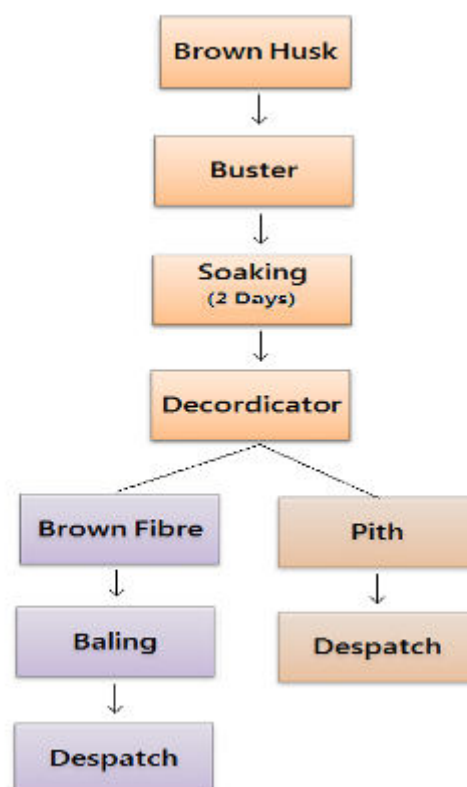 Brown Husk
Buster
Soaking
(2 Days)
Decordicator
Brown Fibre
Pith
Baling
Despatch
Despatch